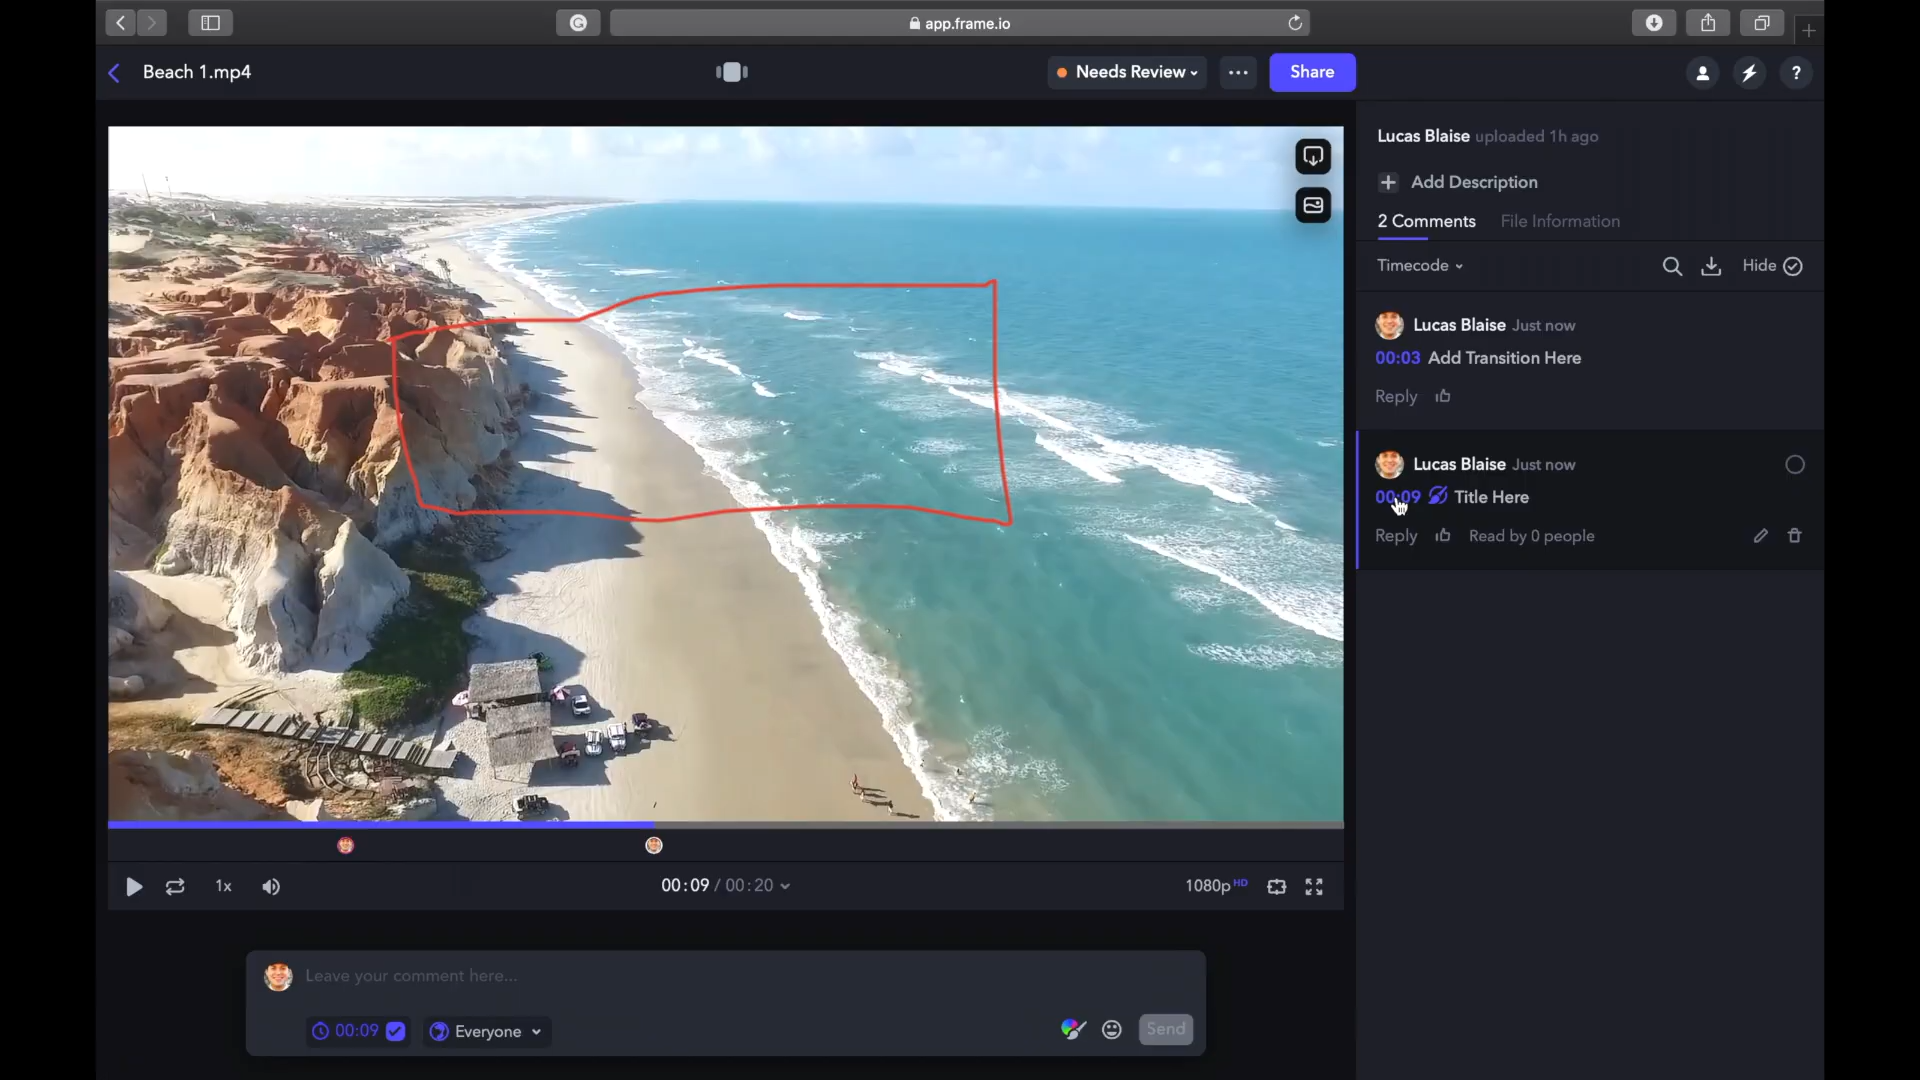 app.frame.io
Beach 1.mp4
Needs Review
Share
?
Lucas Blaise uploaded 1h ago
Add Description
2 Comments File Information
Timecode
Hide
Lucas Blaise Just now
00:03 Add Transition Here
Reply
Lucas Blaise Just now
00:09 Title Here
Reply Read by 0 people
1x
00:09 / 00:20
1080p HD
Leave your comment here...
00:09
Everyone
Send